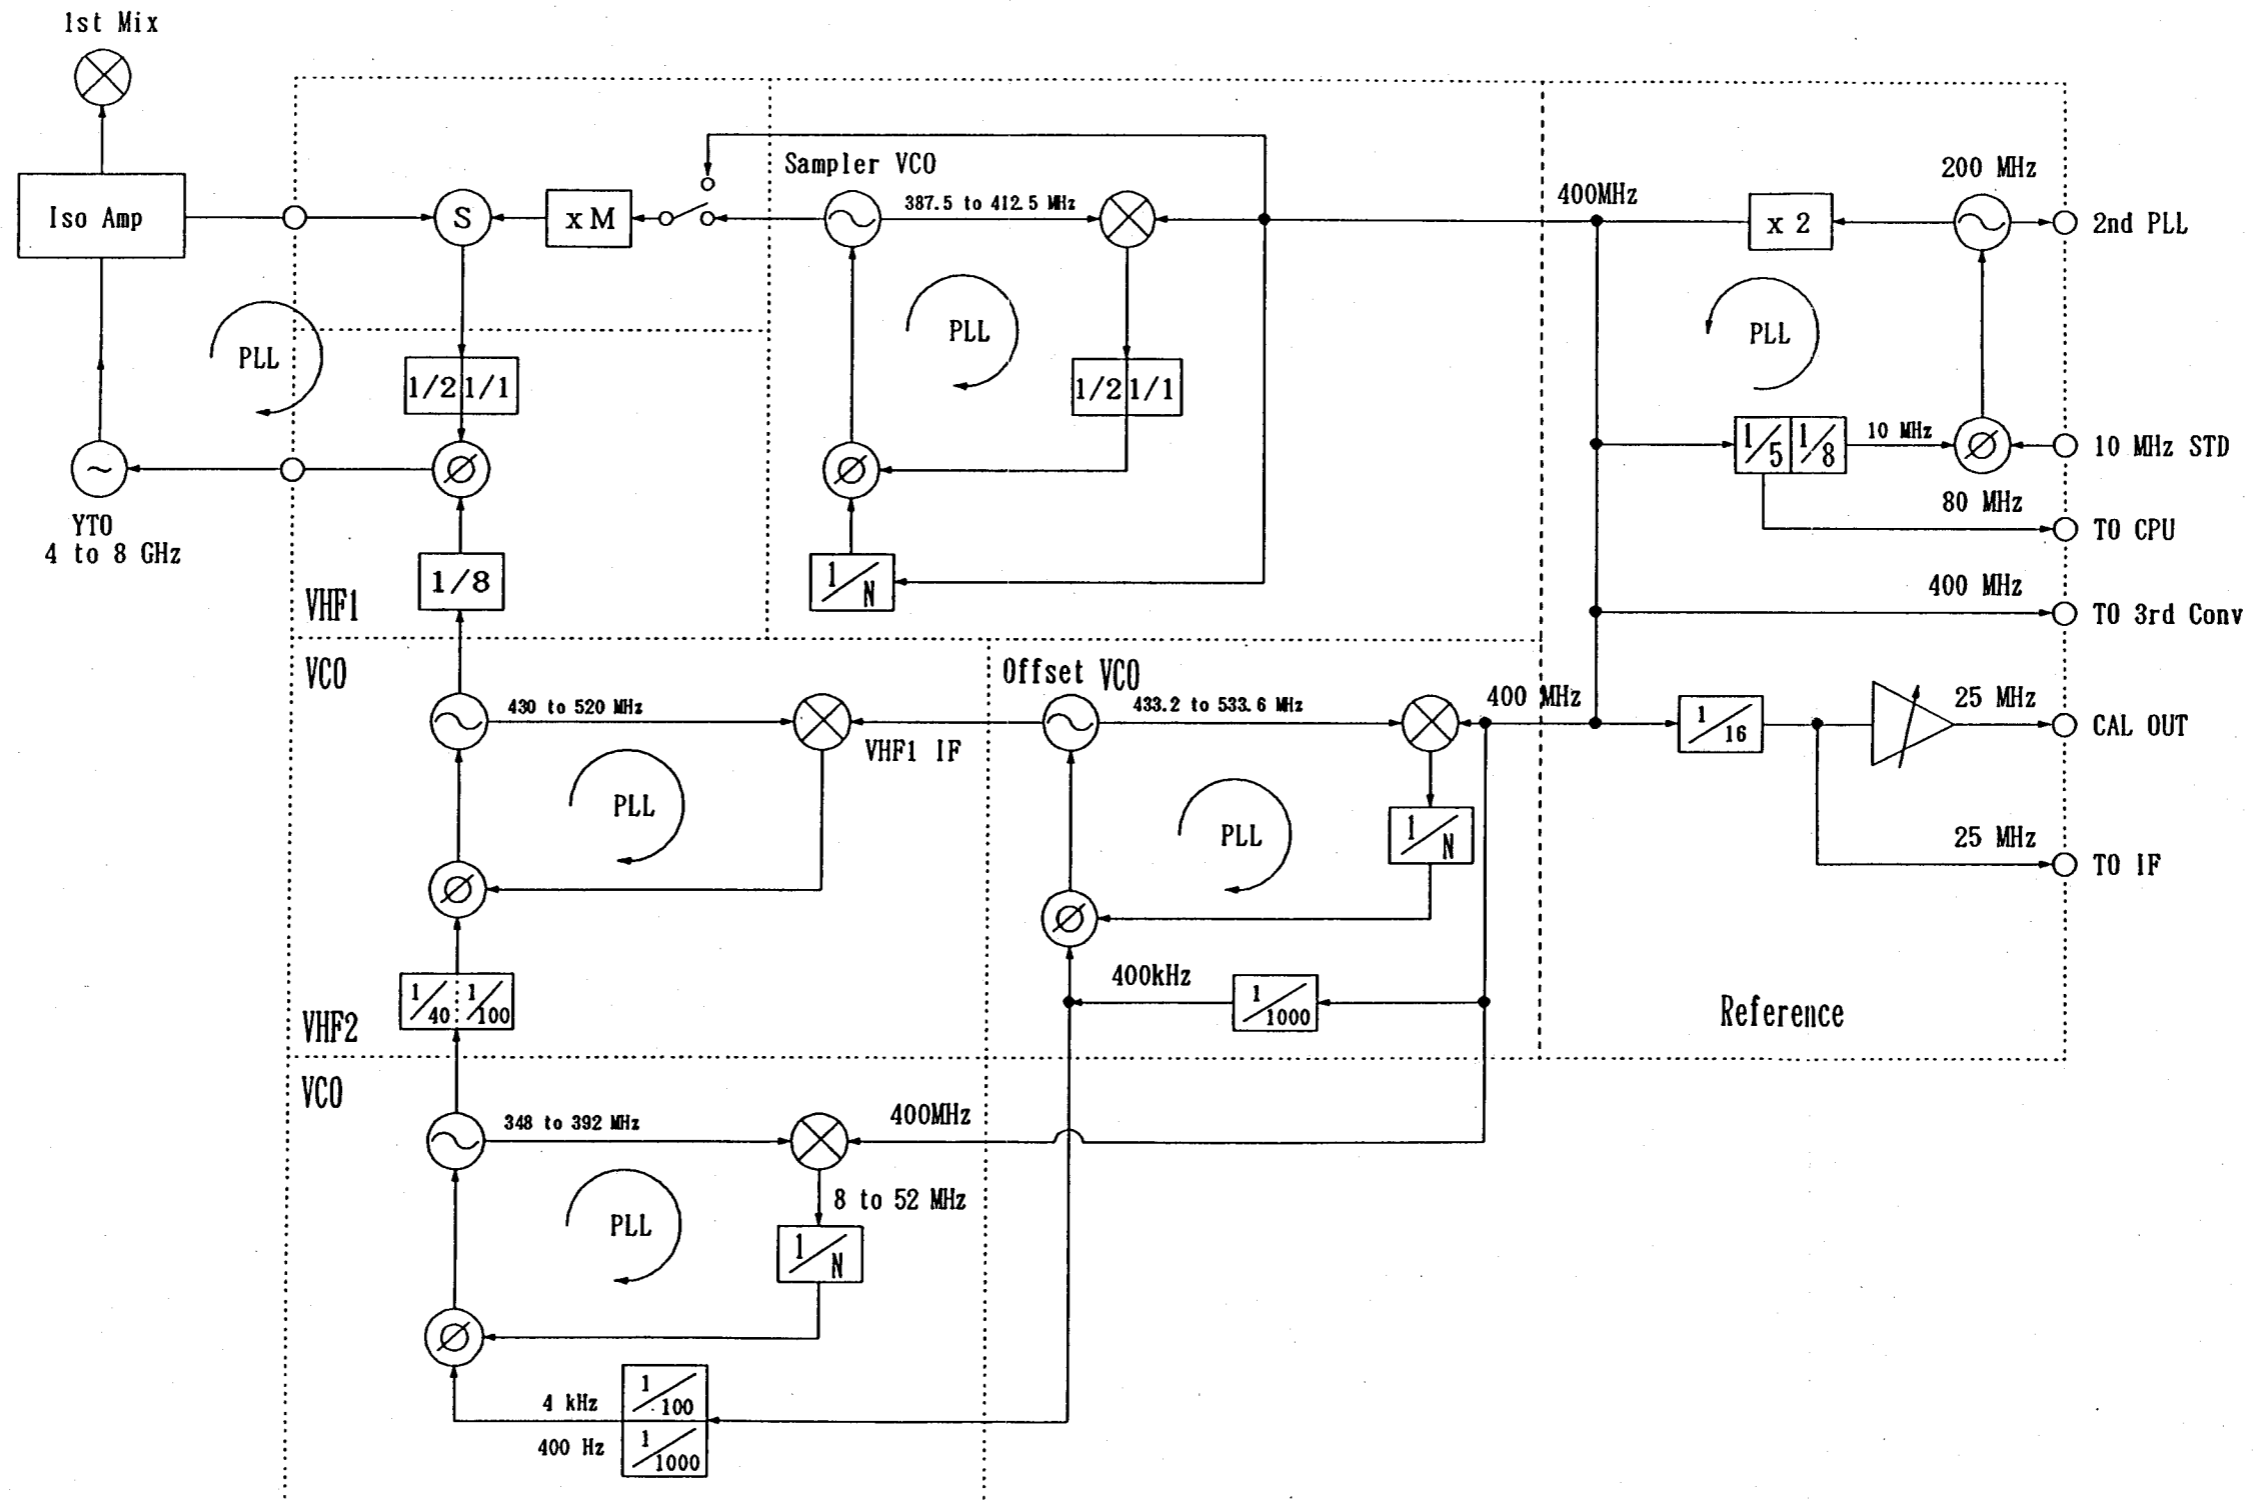 1st Mix
Iso Amp
S
x M
Sampler VCO
387.5 to 412.5 MHz
400MHz
x 2
200 MHz
2nd PLL
PLL
PLL
PLL
1/2 1/1
1/2 1/1
1/5 1/8
10 MHz
10 MHz STD
80 MHz
TO CPU
YTO
4 to 8 GHz
1/8
1/N
VHF1
400 MHz
TO 3rd Conv
VCO
430 to 520 MHz
VHF1 IF
Offset VCO
433.2 to 533.6 MHz
400 MHz
1/16
25 MHz
CAL OUT
PLL
PLL
1/N
25 MHz
TO IF
1/40 1/100
VHF2
400kHz
1/1000
Reference
VCO
348 to 392 MHz
400MHz
8 to 52 MHz
PLL
1/N
4 kHz
1/100
400 Hz
1/1000